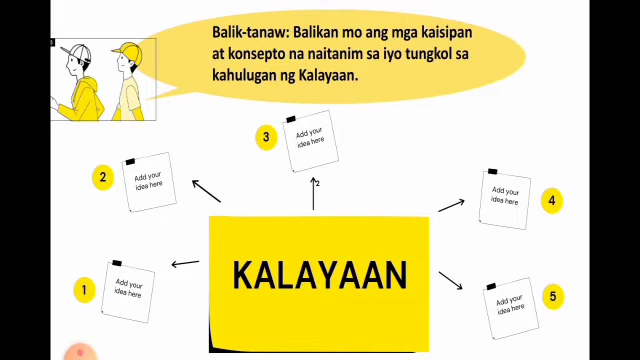 Balik-tanaw: Balikan mo ang mga kaisipan
at konsepto na naitanim sa iyo tungkol sa
kahulugan ng Kalayaan.
3
Add your
idea here
2
Add your
idea here
2
Add your
idea here
4
KALAYAAN
1
Add your
idea here
Add your
idea here
5